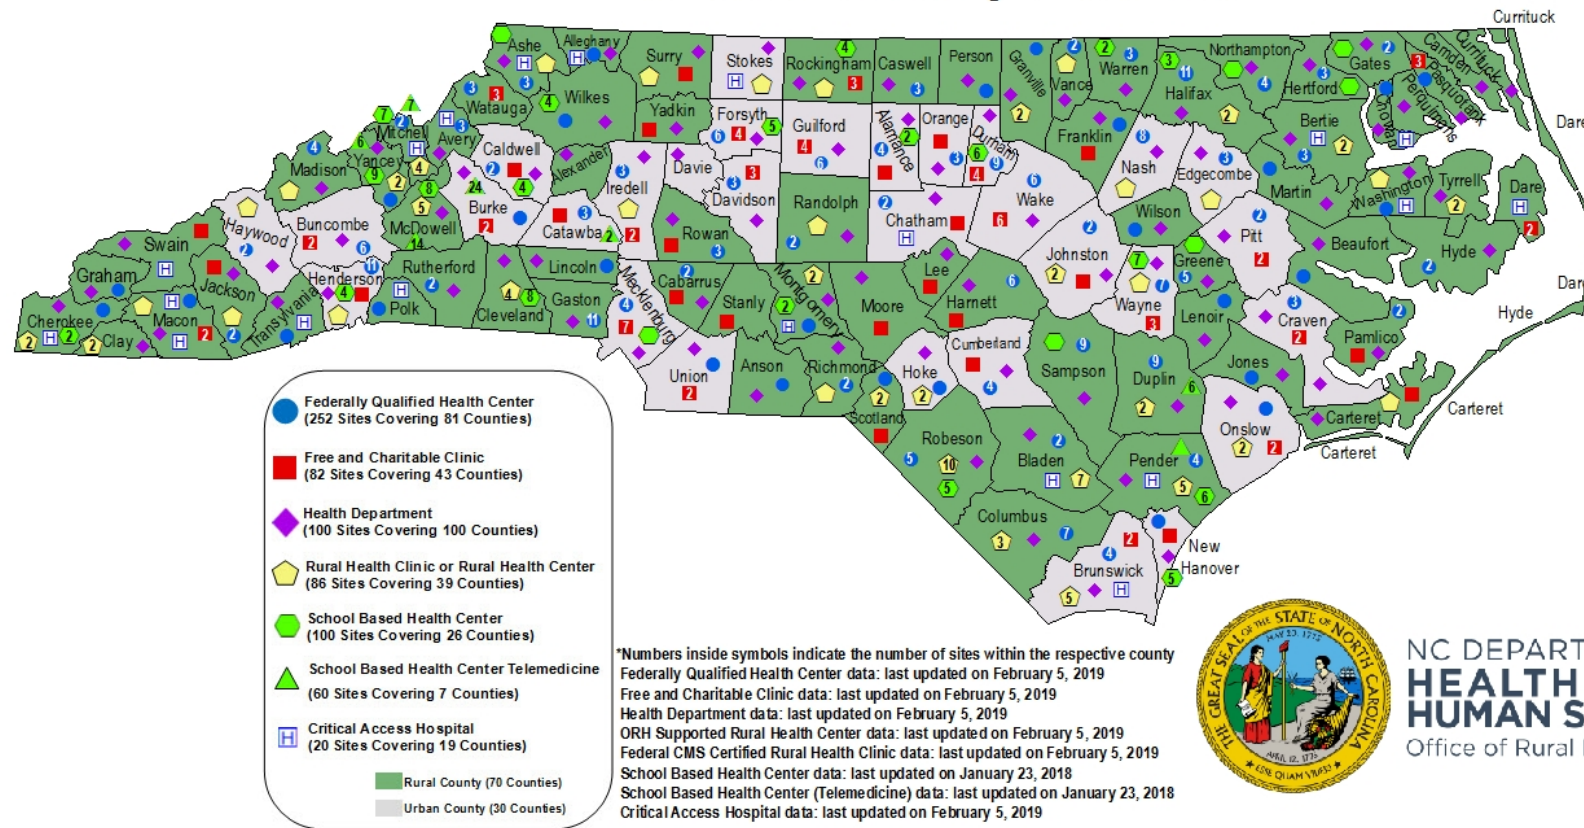 Currituck
Ashe
Alleghany
Surry
Stokes
Rockingham
Caswell
Person
Granville
Vance
Warren
Northampton
Gates
Camden
Currituck
Pasquotank
Perquimans
Chowan
Hertford
Halifax
Watauga
Wilkes
Yadkin
Forsyth
Guilford
Alamance
Orange
Durham
Franklin
Bertie
Dare
Mitchell
Avery
Caldwell
Alexander
Iredell
Davie
Davidson
Randolph
Chatham
Wake
Nash
Edgecombe
Martin
Washington
Tyrrell
Dare
Madison
Yancey
Burke
Catawba
Rowan
Wilson
Pitt
Beaufort
Hyde
Haywood
Buncombe
McDowell
Johnston
Greene
Swain
Graham
Jackson
Henderson
Rutherford
Lincoln
Cabarrus
Montgomery
Lee
Harnett
Wayne
Dare
Cherokee
Clay
Macon
Transylvania
Polk
Cleveland
Gaston
Mecklenburg
Stanly
Moore
Lenoir
Craven
Pamlico
Hyde
Union
Anson
Richmond
Hoke
Cumberland
Sampson
Duplin
Jones
Carteret
Carteret
Carteret
Scotland
Robeson
Bladen
Pender
Onslow
Columbus
Brunswick
New
Hanover
Federally Qualified Health Center
(252 Sites Covering 81 Counties)
Free and Charitable Clinic
(82 Sites Covering 43 Counties)
Health Department
(100 Sites Covering 100 Counties)
Rural Health Clinic or Rural Health Center
(86 Sites Covering 39 Counties)
School Based Health Center
(100 Sites Covering 26 Counties)
School Based Health Center Telemedicine
(60 Sites Covering 7 Counties)
H Critical Access Hospital
(20 Sites Covering 19 Counties)
Rural County (70 Counties)
Urban County (30 Counties)
*Numbers inside symbols indicate the number of sites within the respective county
Federally Qualified Health Center data: last updated on February 5, 2019
Free and Charitable Clinic data: last updated on February 5, 2019
Health Department data: last updated on February 5, 2019
ORH Supported Rural Health Center data: last updated on February 5, 2019
Federal CMS Certified Rural Health Clinic data: last updated on February 5, 2019
School Based Health Center data: last updated on January 23, 2018
School Based Health Center (Telemedicine) data: last updated on January 23, 2018
Critical Access Hospital data: last updated on February 5, 2019
THE GREAT SEAL OF THE STATE OF NORTH CAROLINA
MAY 20, 1775
APRIL 12, 1776
ESSE QUAM VIDERI
NC DEPART
HEALTH
HUMAN S
Office of Rural